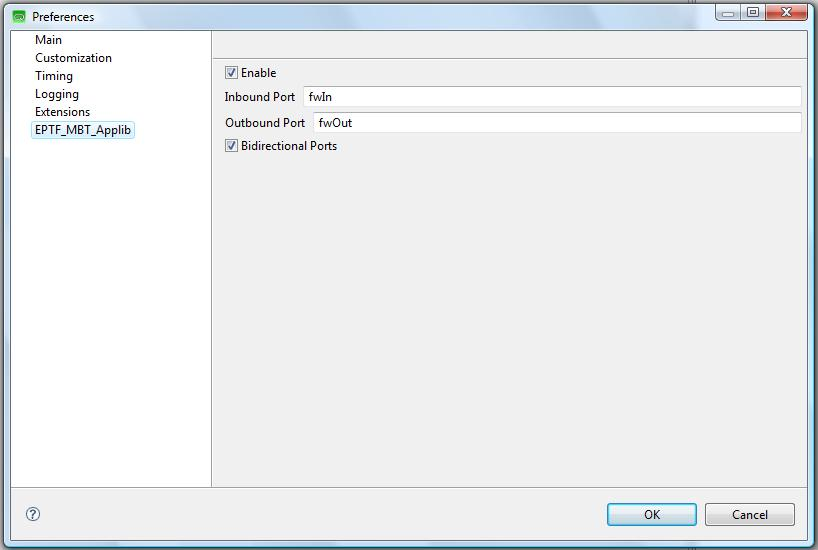 Preferences
Main
Customization
Timing
Logging
Extensions
EPTF_MBT_Applib
Enable
Inbound Port fwIn
Outbound Port fwOut
Bidirectional Ports
?
OK Cancel